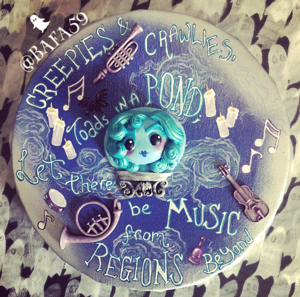 @BAFA59
CREEPIES & CRAWLIES,
Toads in a
POND,
Let there
be Music
from
REGIONS Beyond